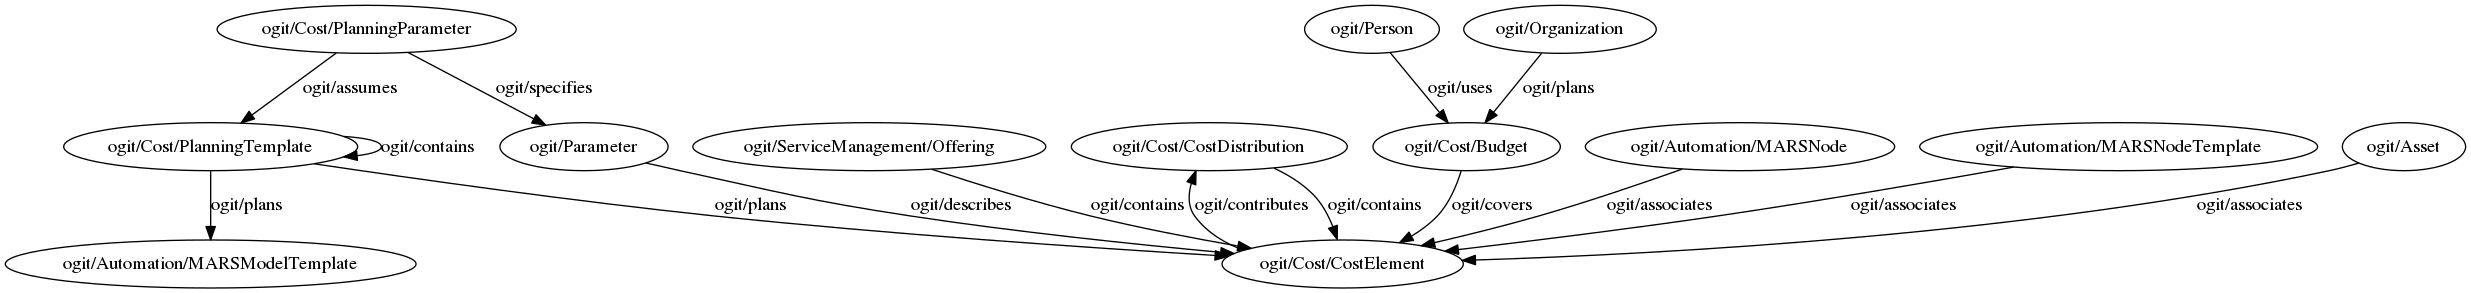 ogit/Cost/PlanningParameter
ogit/Person
ogit/Organization
ogit/assumes
ogit/specifies
ogit/uses
ogit/plans
ogit/Cost/PlanningTemplate
ogit/contains
ogit/Parameter
ogit/ServiceManagement/Offering
ogit/Cost/CostDistribution
ogit/Cost/Budget
ogit/Automation/MARSNode
ogit/Automation/MARSNodeTemplate
ogit/Asset
ogit/plans
ogit/plans
ogit/describes
ogit/contains
ogit/contributes
ogit/contains
ogit/covers
ogit/associates
ogit/associates
ogit/associates
ogit/Automation/MARSModelTemplate
ogit/Cost/CostElement